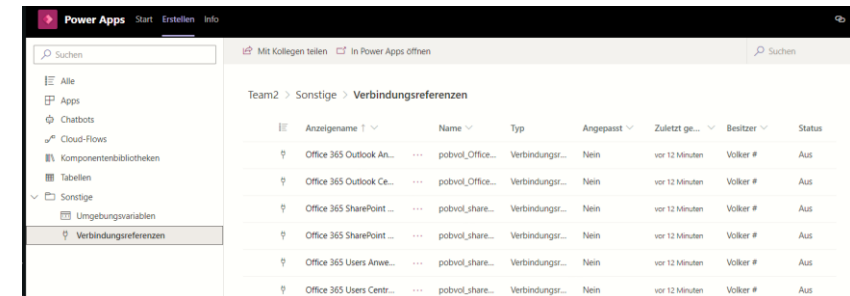 Power Apps Start Erstellen Info
Suchen
Mit Kollegen teilen In Power Apps öffnen Suchen
Alle
Apps
Chatbots
Cloud-Flows
Komponentenbibliotheken
Tabellen
Sonstige
Umgebungsvariablen
Verbindungsreferenzen
Team2 > Sonstige > Verbindungsreferenzen
Anzeigename ↑ Name Typ Angepasst Zuletzt ge... Besitzer Status
Office 365 Outlook An... ... pobvol_Office... Verbindungsr... Nein vor 12 Minuten Volker # Aus
Office 365 Outlook Ce... ... pobvol_Office... Verbindungsr... Nein vor 12 Minuten Volker # Aus
Office 365 SharePoint ... ... pobvol_share... Verbindungsr... Nein vor 12 Minuten Volker # Aus
Office 365 SharePoint ... ... pobvol_share... Verbindungsr... Nein vor 12 Minuten Volker # Aus
Office 365 Users Anwe... ... pobvol_share... Verbindungsr... Nein vor 12 Minuten Volker # Aus
Office 365 Users Centr... ... pobvol_share... Verbindungsr... Nein vor 12 Minuten Volker # Aus